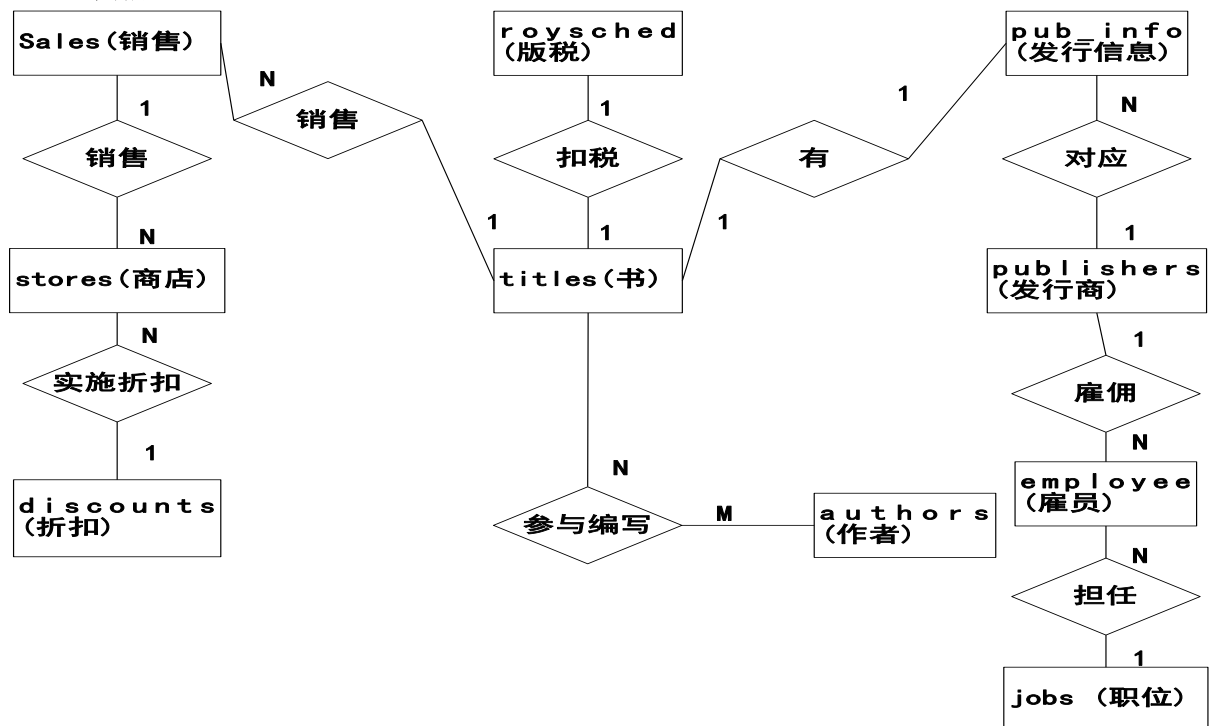 Sales(销售)
roysched
(版税)
pub_info
(发行信息)
N
销售
1
销售
N
1
扣税
1
1
有
1
N
对应
1
1
stores(商店)
titles(书)
publishers
(发行商)
N
实施折扣
1
1
雇佣
N
discounts
(折扣)
N
参与编写
M
authors
(作者)
employee
(雇员)
N
担任
1
jobs (职位)